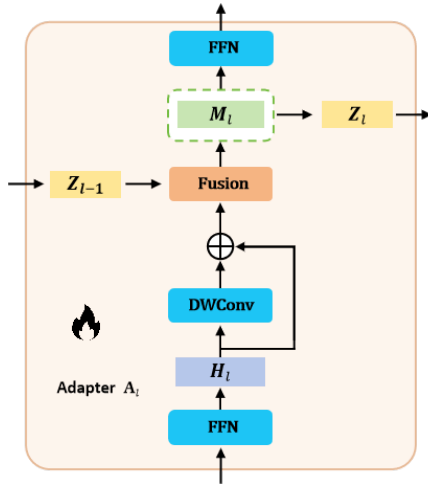 FFN
M_l
Z_l
Z_{l-1}
Fusion
DWConv
H_l
Adapter A_l
FFN